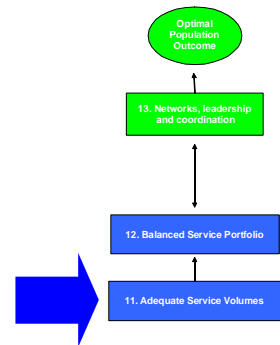 Optimal
Population
Outcome
13. Networks, leadership
and coordination
12. Balanced Service Portfolio
11. Adequate Service Volumes